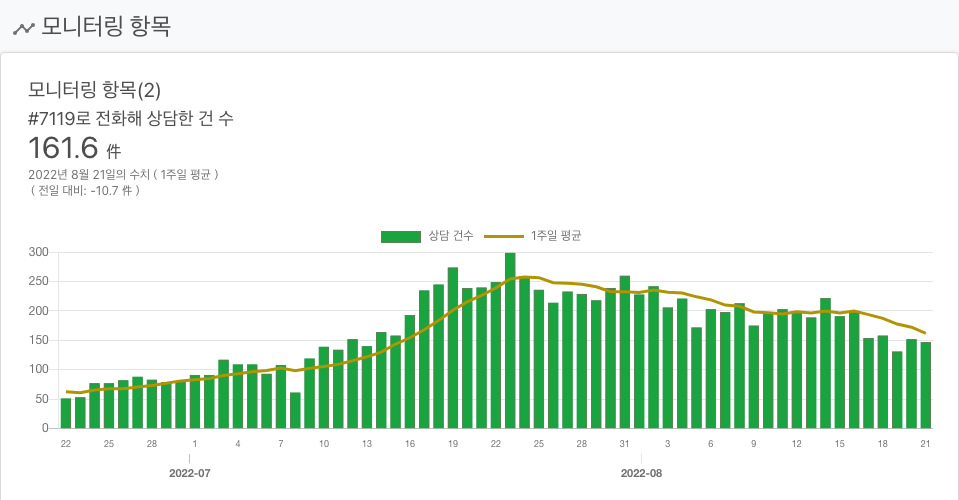 모니터링 항목
모니터링 항목(2)
#7119로 전화해 상담한 건 수
161.6 件
2022년 8월 21일의 수치 ( 1주일 평균 )
( 전일 대비: -10.7 件 )
상담 건수 1주일 평균
300
250
200
150
100
50
0
22 25 28 1 4 7 10 13 16 19 22 25 28 31 3 6 9 12 15 18 21
2022-07 2022-08